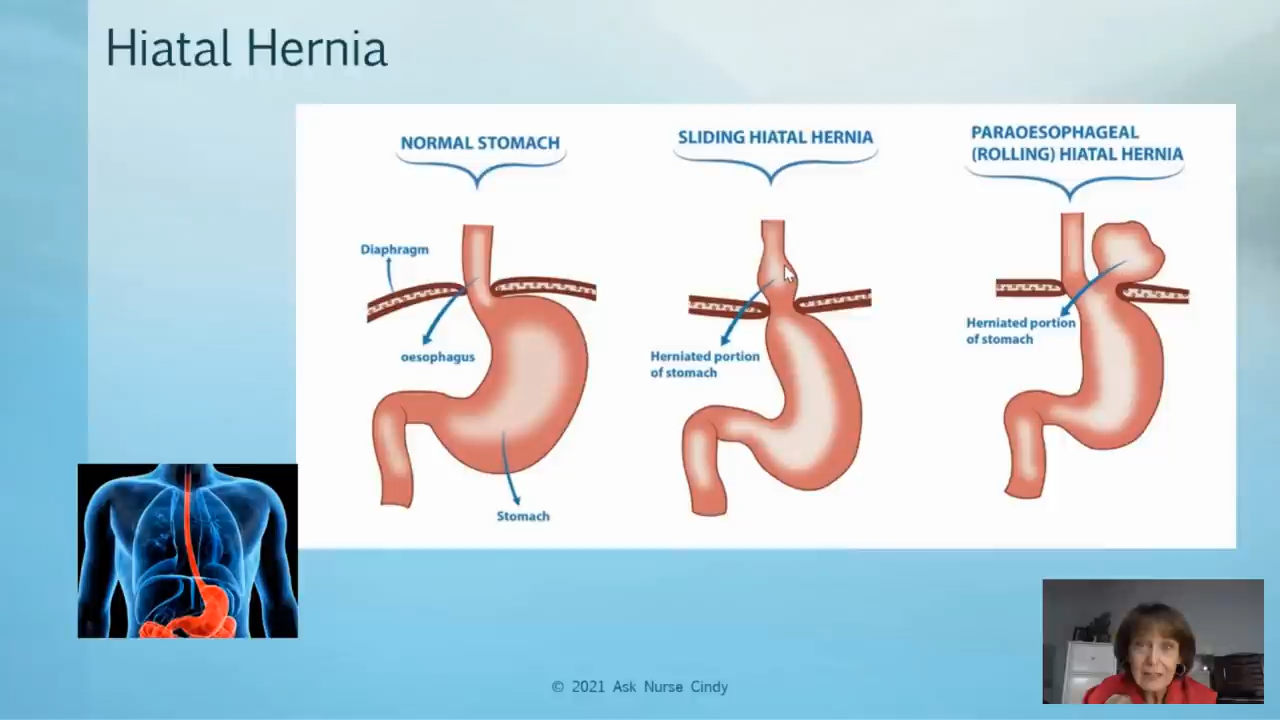 Hiatal Hernia
NORMAL STOMACH
SLIDING HIATAL HERNIA
PARAOESOPHAGEAL
(ROLLING) HIATAL HERNIA
Diaphragm
oesophagus
Stomach
Herniated portion
of stomach
Herniated portion
of stomach
© 2021 Ask Nurse Cindy